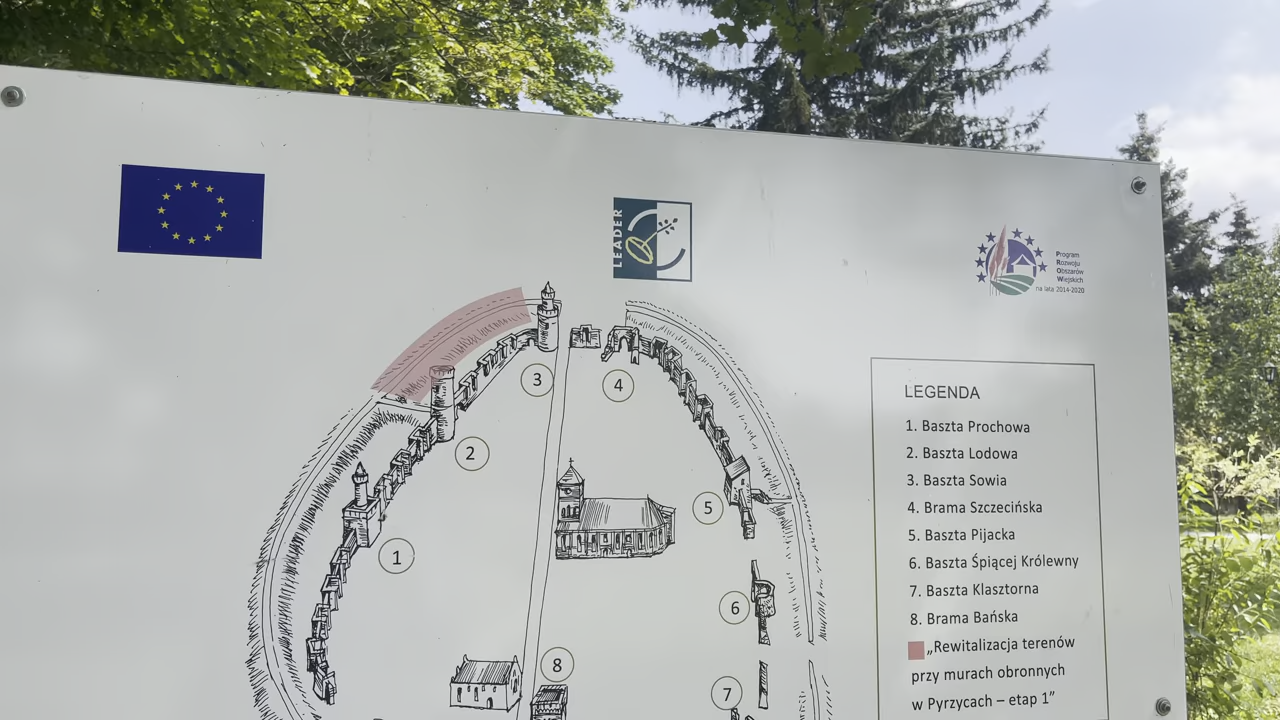 LEADER
Program
Rozwoju
Obszarów
Wiejskich
na lata 2014-2020
3
4
2
5
1
6
8
7
LEGENDA
1. Baszta Prochowa
2. Baszta Lodowa
3. Baszta Sowia
4. Brama Szczecińska
5. Baszta Pijacka
6. Baszta Śpiącej Królewny
7. Baszta Klasztorna
8. Brama Bańska
„Rewitalizacja terenów
przy murach obronnych
w Pyrzycach – etap 1”